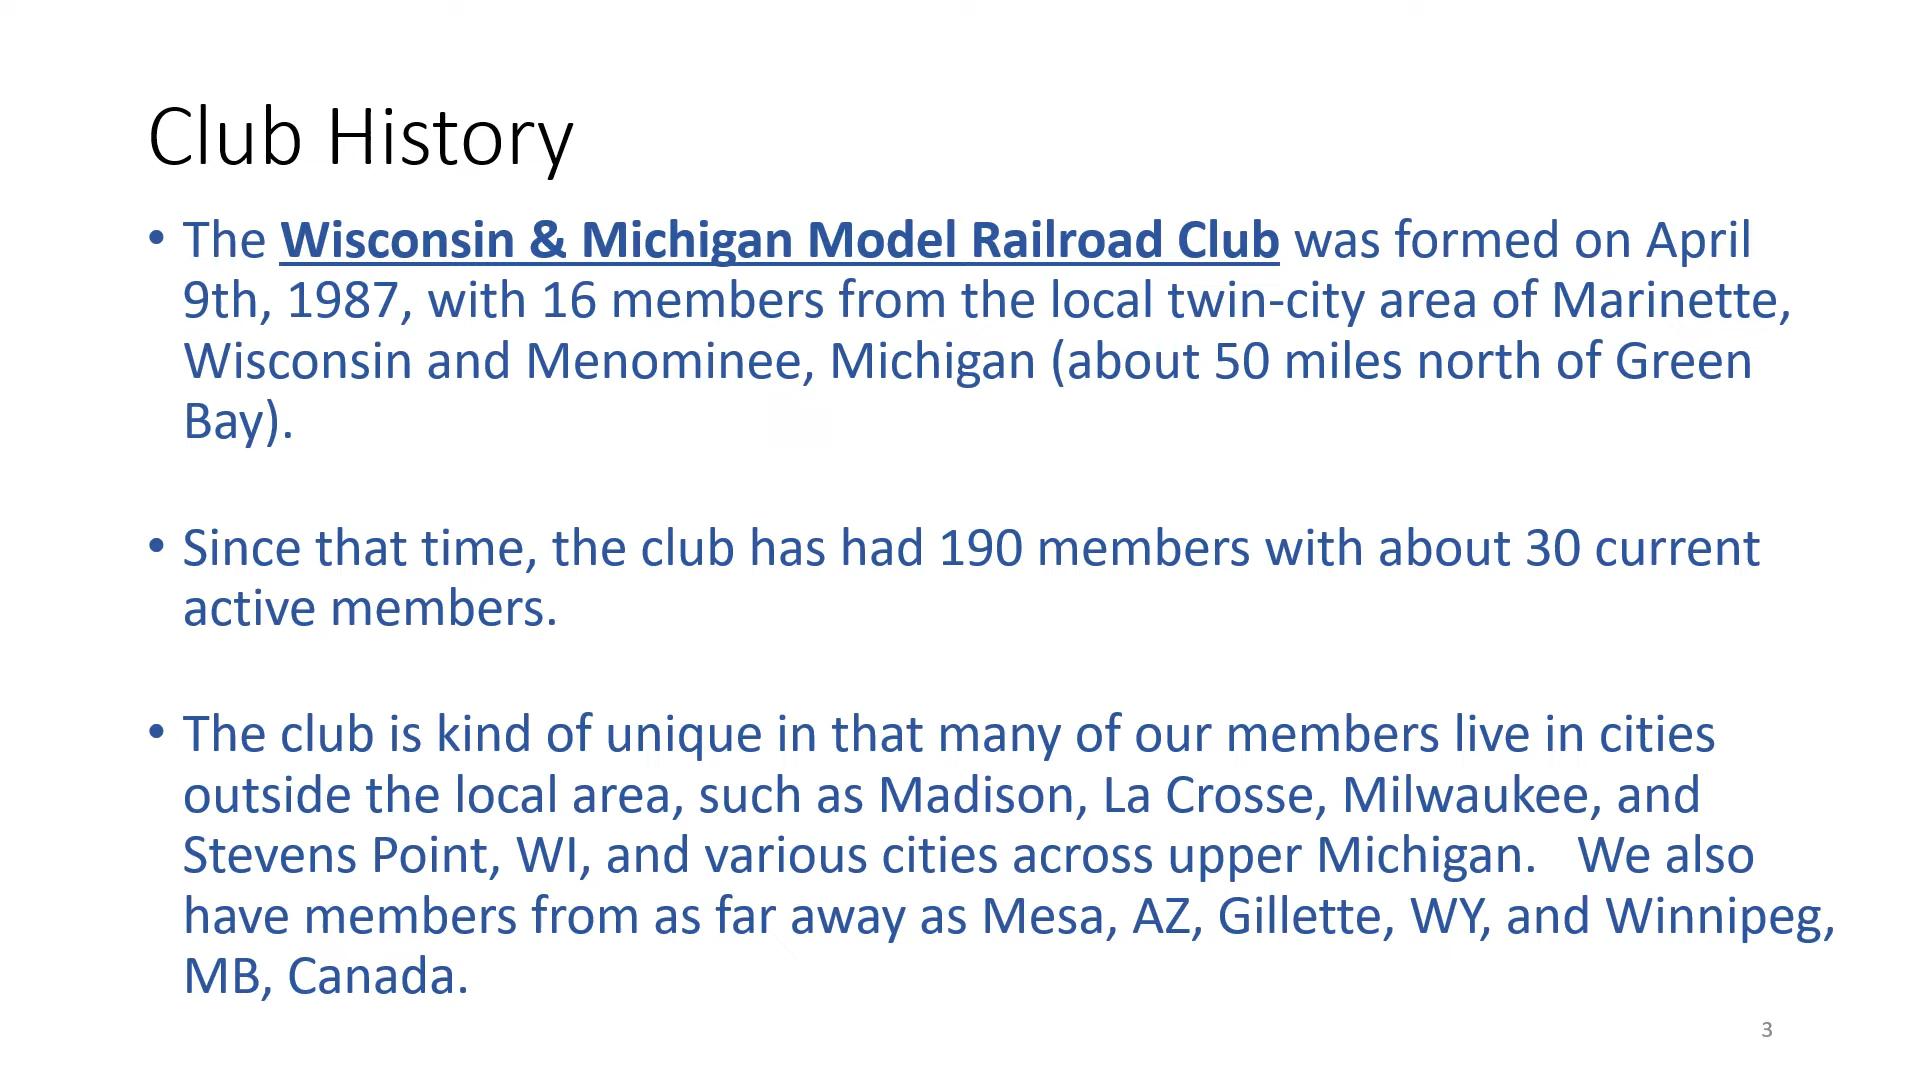 Club History
• The Wisconsin & Michigan Model Railroad Club was formed on April
9th, 1987, with 16 members from the local twin-city area of Marinette,
Wisconsin and Menominee, Michigan (about 50 miles north of Green
Bay).
• Since that time, the club has had 190 members with about 30 current
active members.
• The club is kind of unique in that many of our members live in cities
outside the local area, such as Madison, La Crosse, Milwaukee, and
Stevens Point, WI, and various cities across upper Michigan.   We also
have members from as far away as Mesa, AZ, Gillette, WY, and Winnipeg,
MB, Canada.
3